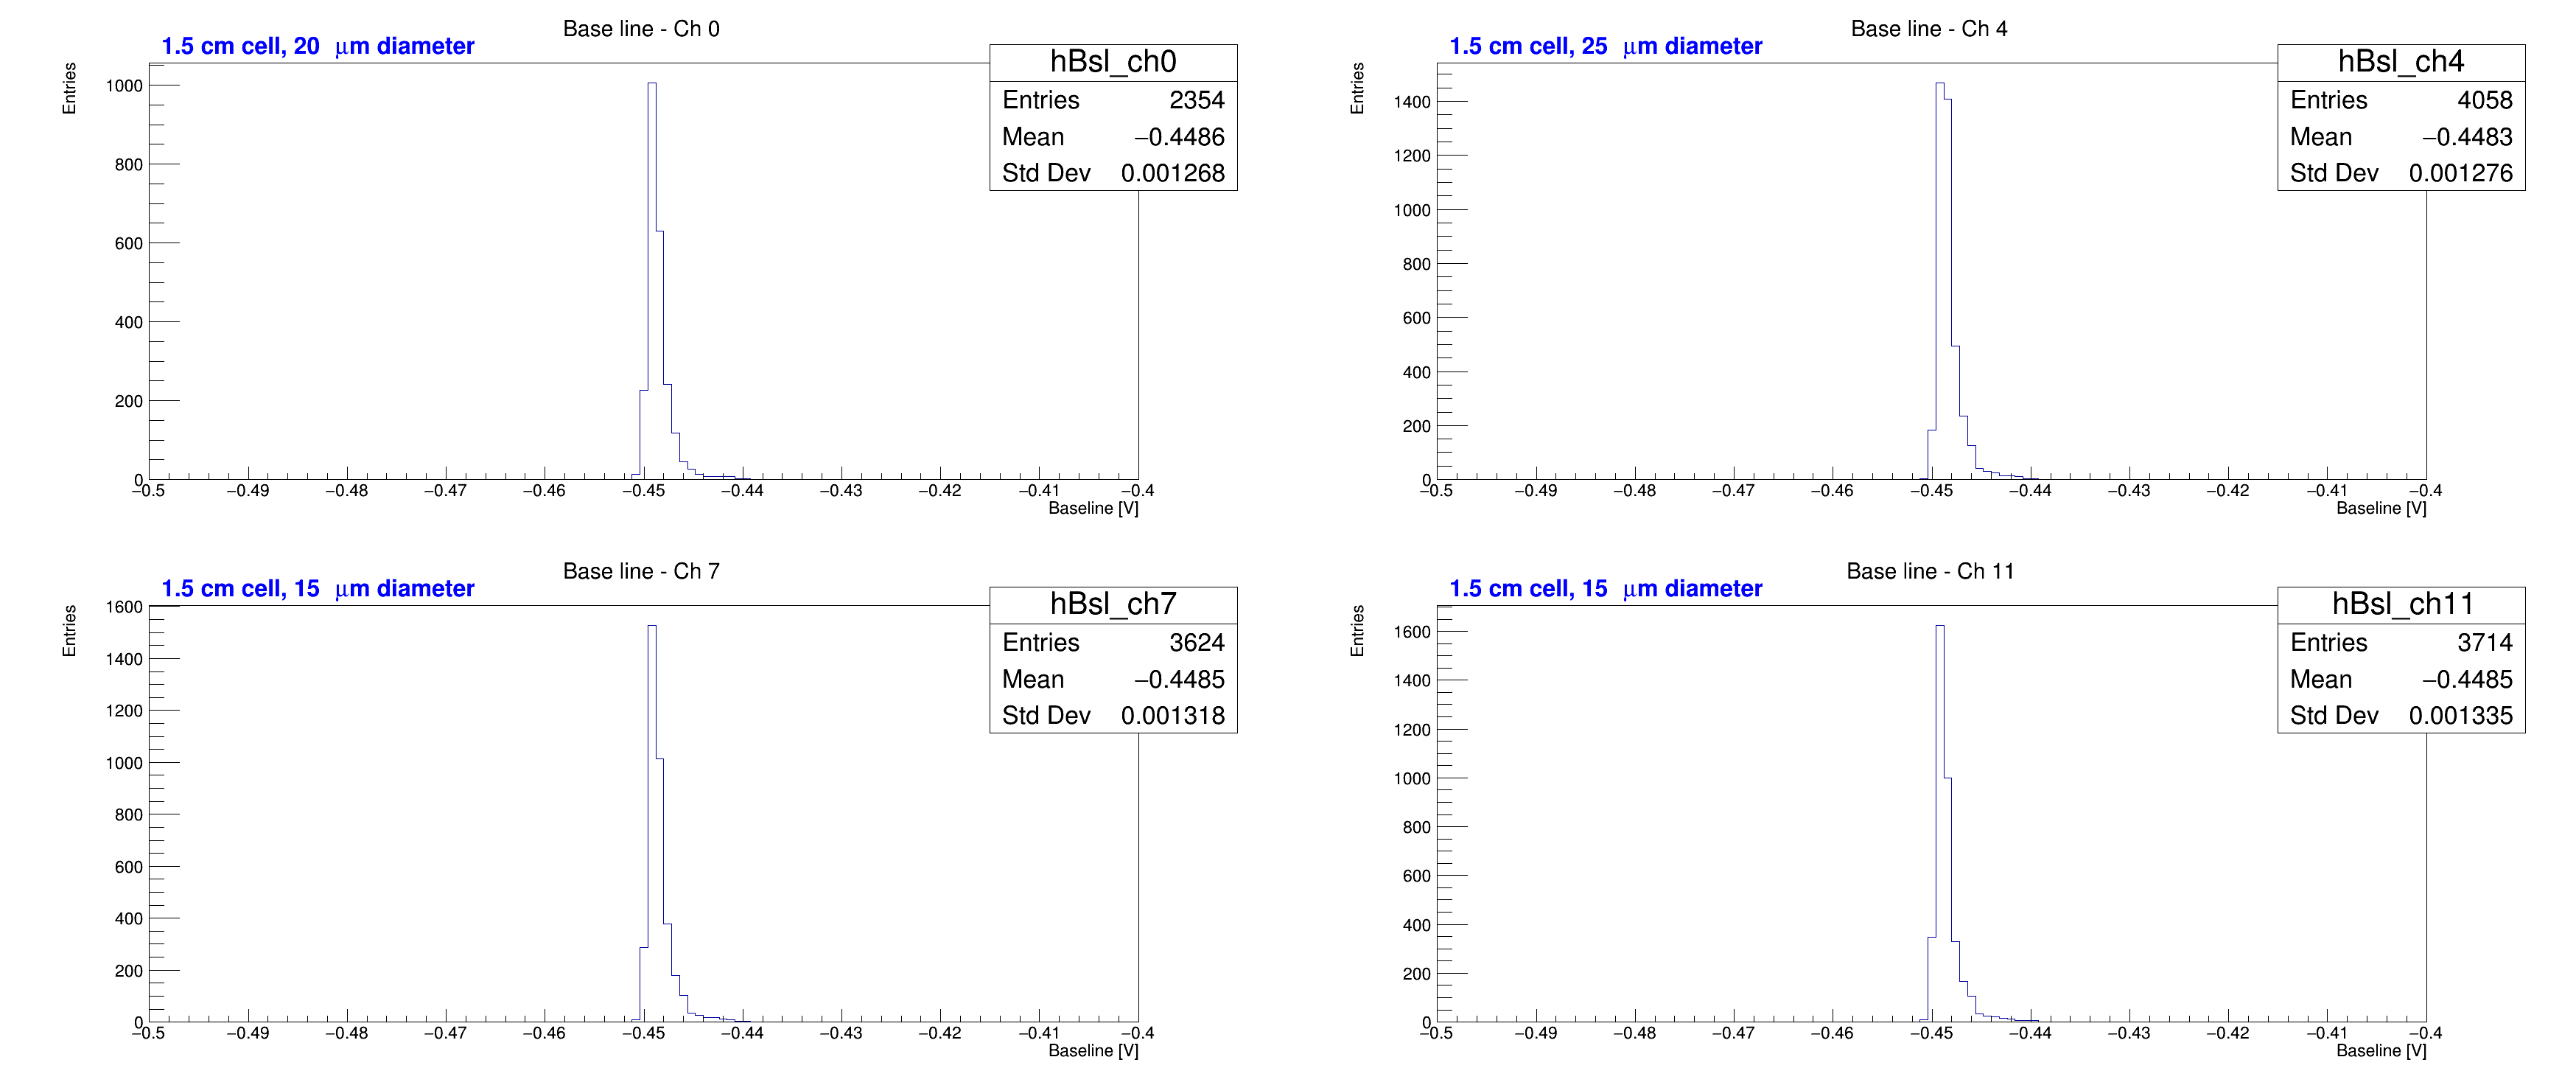 Base line - Ch 0
1.5 cm cell, 20 μm diameter
hBsl_ch0
Entries 2354
Mean −0.4486
Std Dev 0.001268
Entries
1000
800
600
400
200
0
−0.5 −0.49 −0.48 −0.47 −0.46 −0.45 −0.44 −0.43 −0.42 −0.41 −0.4
Baseline [V]
Base line - Ch 4
1.5 cm cell, 25 μm diameter
hBsl_ch4
Entries 4058
Mean −0.4483
Std Dev 0.001276
Entries
1400
1200
1000
800
600
400
200
0
−0.5 −0.49 −0.48 −0.47 −0.46 −0.45 −0.44 −0.43 −0.42 −0.41 −0.4
Baseline [V]
Base line - Ch 7
1.5 cm cell, 15 μm diameter
hBsl_ch7
Entries 3624
Mean −0.4485
Std Dev 0.001318
Entries
1600
1400
1200
1000
800
600
400
200
0
−0.5 −0.49 −0.48 −0.47 −0.46 −0.45 −0.44 −0.43 −0.42 −0.41 −0.4
Baseline [V]
Base line - Ch 11
1.5 cm cell, 15 μm diameter
hBsl_ch11
Entries 3714
Mean −0.4485
Std Dev 0.001335
Entries
1600
1400
1200
1000
800
600
400
200
0
−0.5 −0.49 −0.48 −0.47 −0.46 −0.45 −0.44 −0.43 −0.42 −0.41 −0.4
Baseline [V]